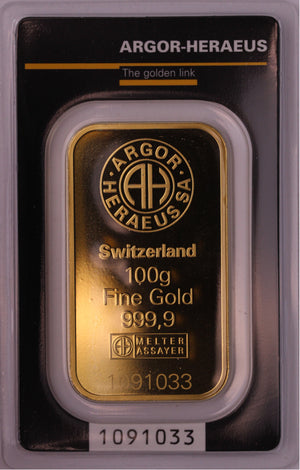 ARGOR-HERAEUS
The golden link
· ARGOR · HERAEUS SA
AH
Switzerland
100g
Fine Gold
999,9
AH MELTER
ASSAYER
1091033
1091033